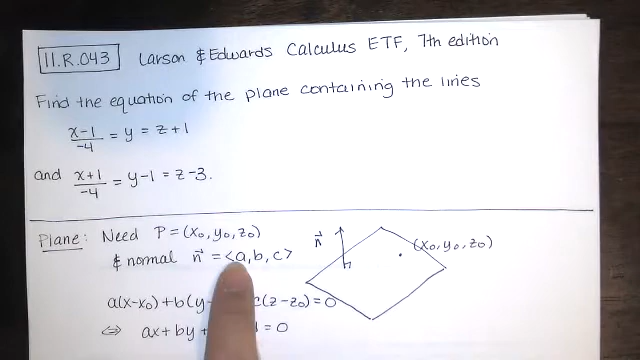 11.R.043 Larson & Edwards Calculus ETF, 7th edition
Find the equation of the plane containing the lines
x-1/-4 = y = z+1
and x+1/-4 = y-1 = z-3.
Plane: Need P = (x₀, y₀, z₀)
& normal n⃗ = <a, b, c>
a(x-x₀)+b(y- c(z-z₀) = 0
⇔ ax+by+ = 0
n⃗
(x₀, y₀, z₀)